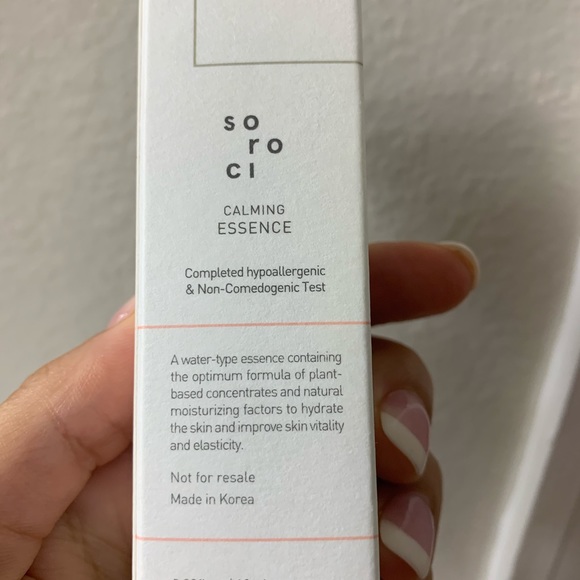 so
ro
ci
CALMING
ESSENCE
Completed hypoallergenic
& Non-Comedogenic Test
A water-type essence containing
the optimum formula of plant-
based concentrates and natural
moisturizing factors to hydrate
the skin and improve skin vitality
and elasticity.
Not for resale
Made in Korea